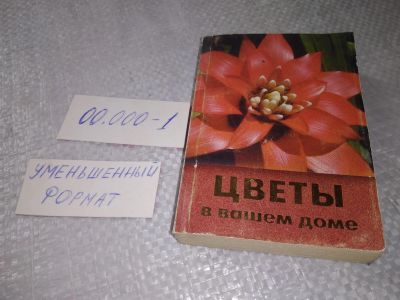 00.000-1
УМЕНЬШЕННЫЙ
ФОРМАТ
ЦВЕТЫ
в вашем доме